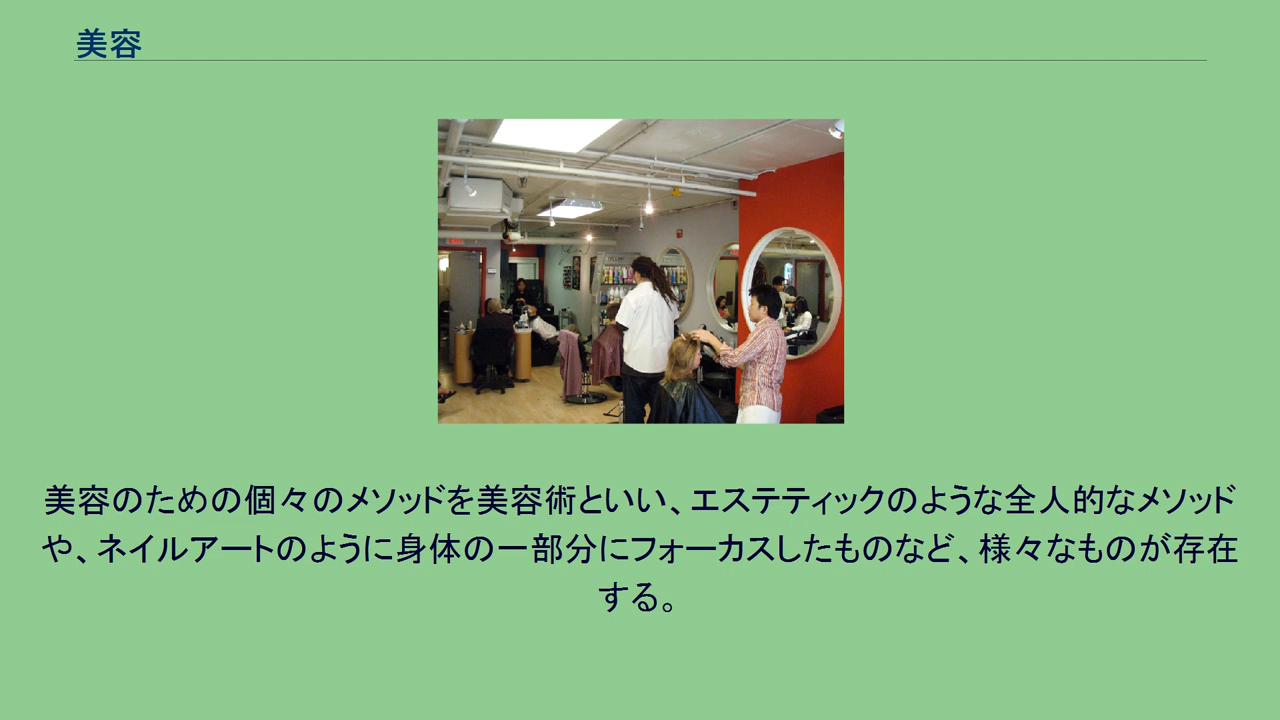 美容
美容のための個々のメソッドを美容術といい、エステティックのような全人的なメソッド
や、ネイルアートのように身体の一部分にフォーカスしたものなど、様々なものが存在
する。